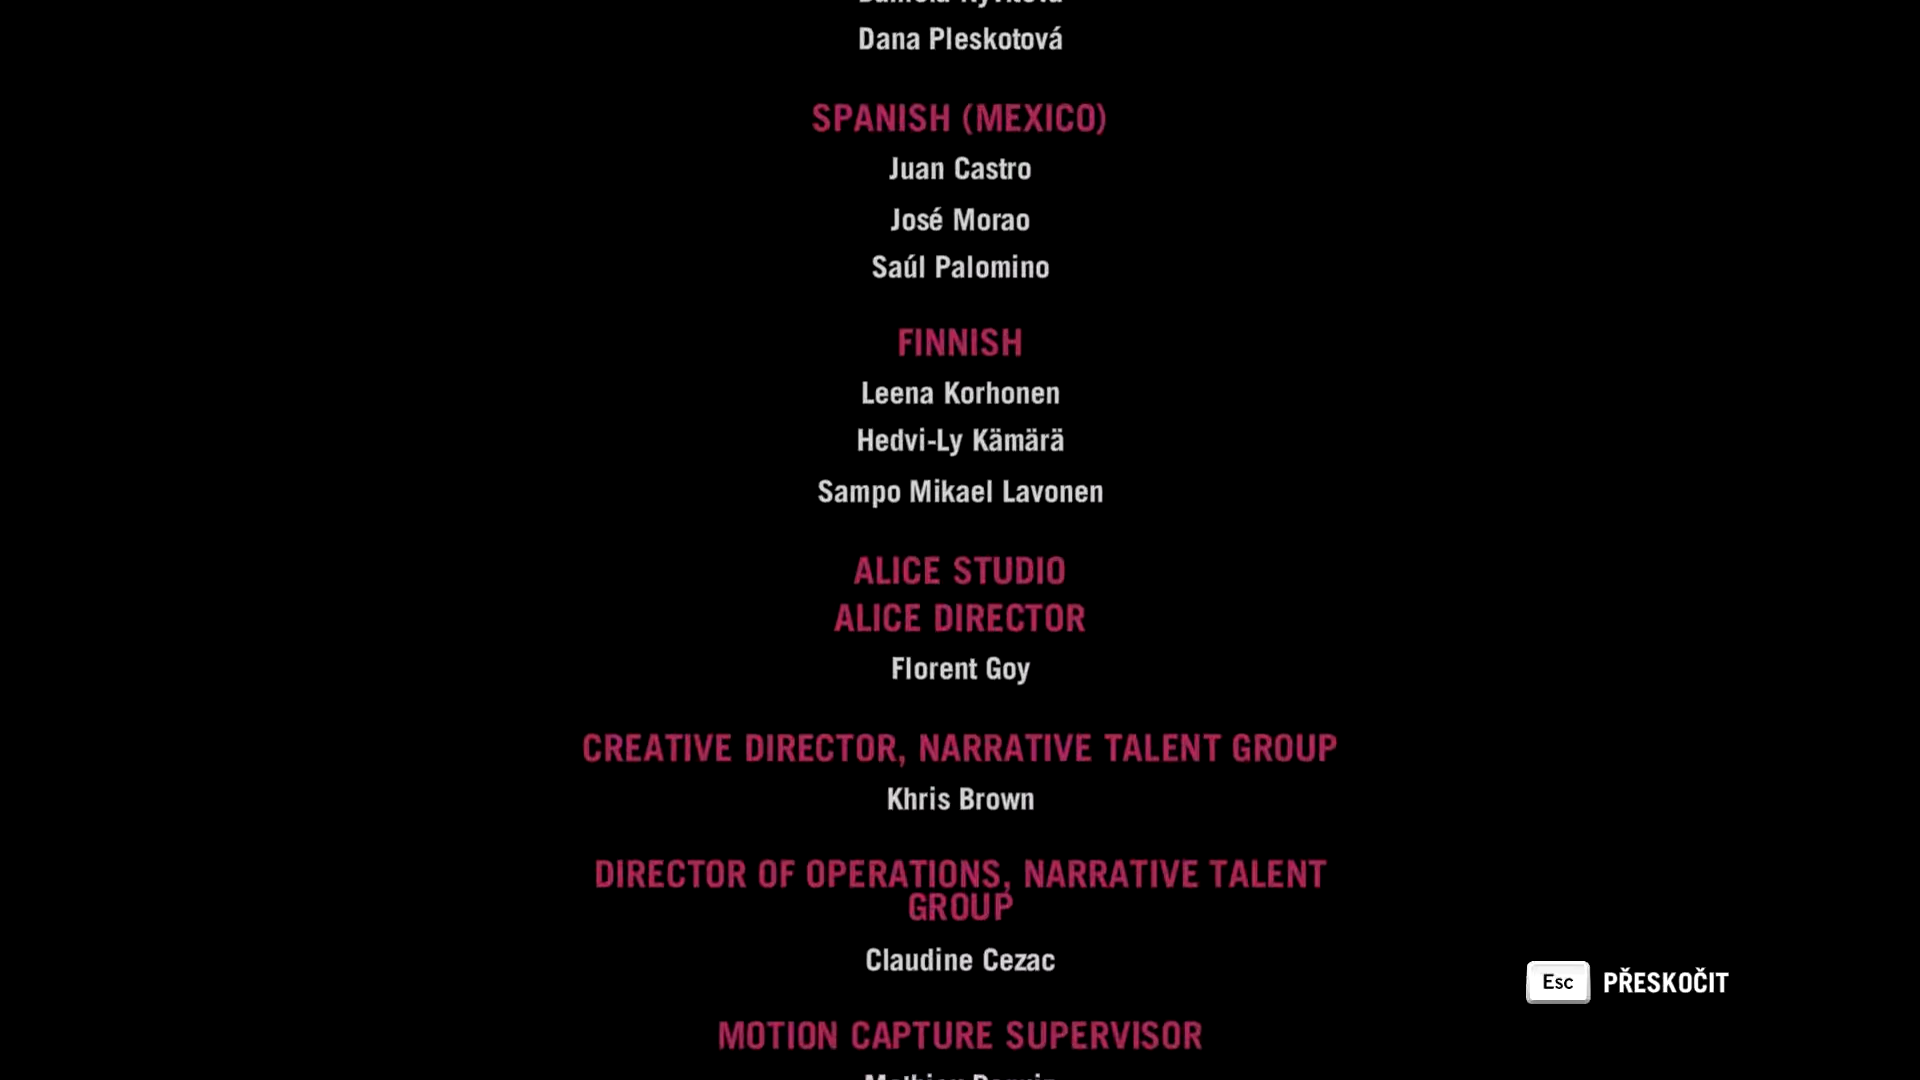 Dana Pleskotová
SPANISH (MEXICO)
Juan Castro
José Morao
Saúl Palomino
FINNISH
Leena Korhonen
Hedvi-Ly Kämärä
Sampo Mikael Lavonen
ALICE STUDIO
ALICE DIRECTOR
Florent Goy
CREATIVE DIRECTOR, NARRATIVE TALENT GROUP
Khris Brown
DIRECTOR OF OPERATIONS, NARRATIVE TALENT
GROUP
Claudine Cezac
Esc PŘESKOČIT
MOTION CAPTURE SUPERVISOR